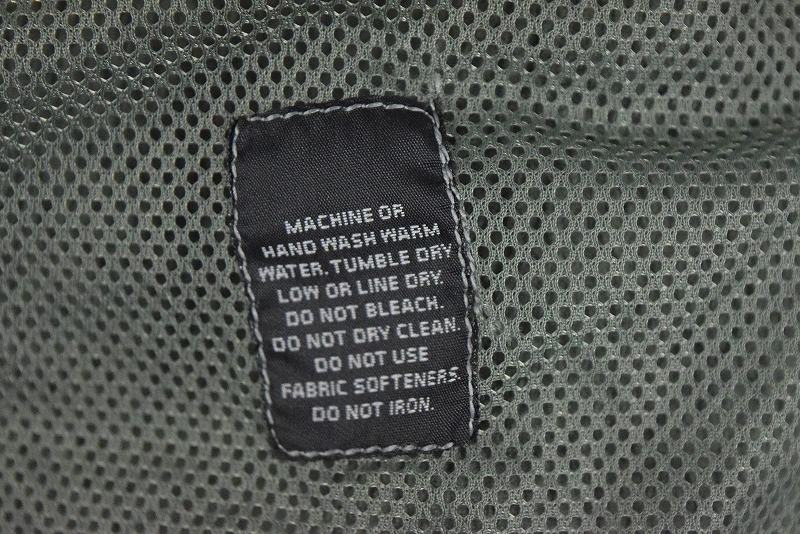 MACHINE OR
HAND WASH WARM
WATER. TUMBLE DRY
LOW OR LINE DRY.
DO NOT BLEACH.
DO NOT DRY CLEAN.
DO NOT USE
FABRIC SOFTENERS.
DO NOT IRON.